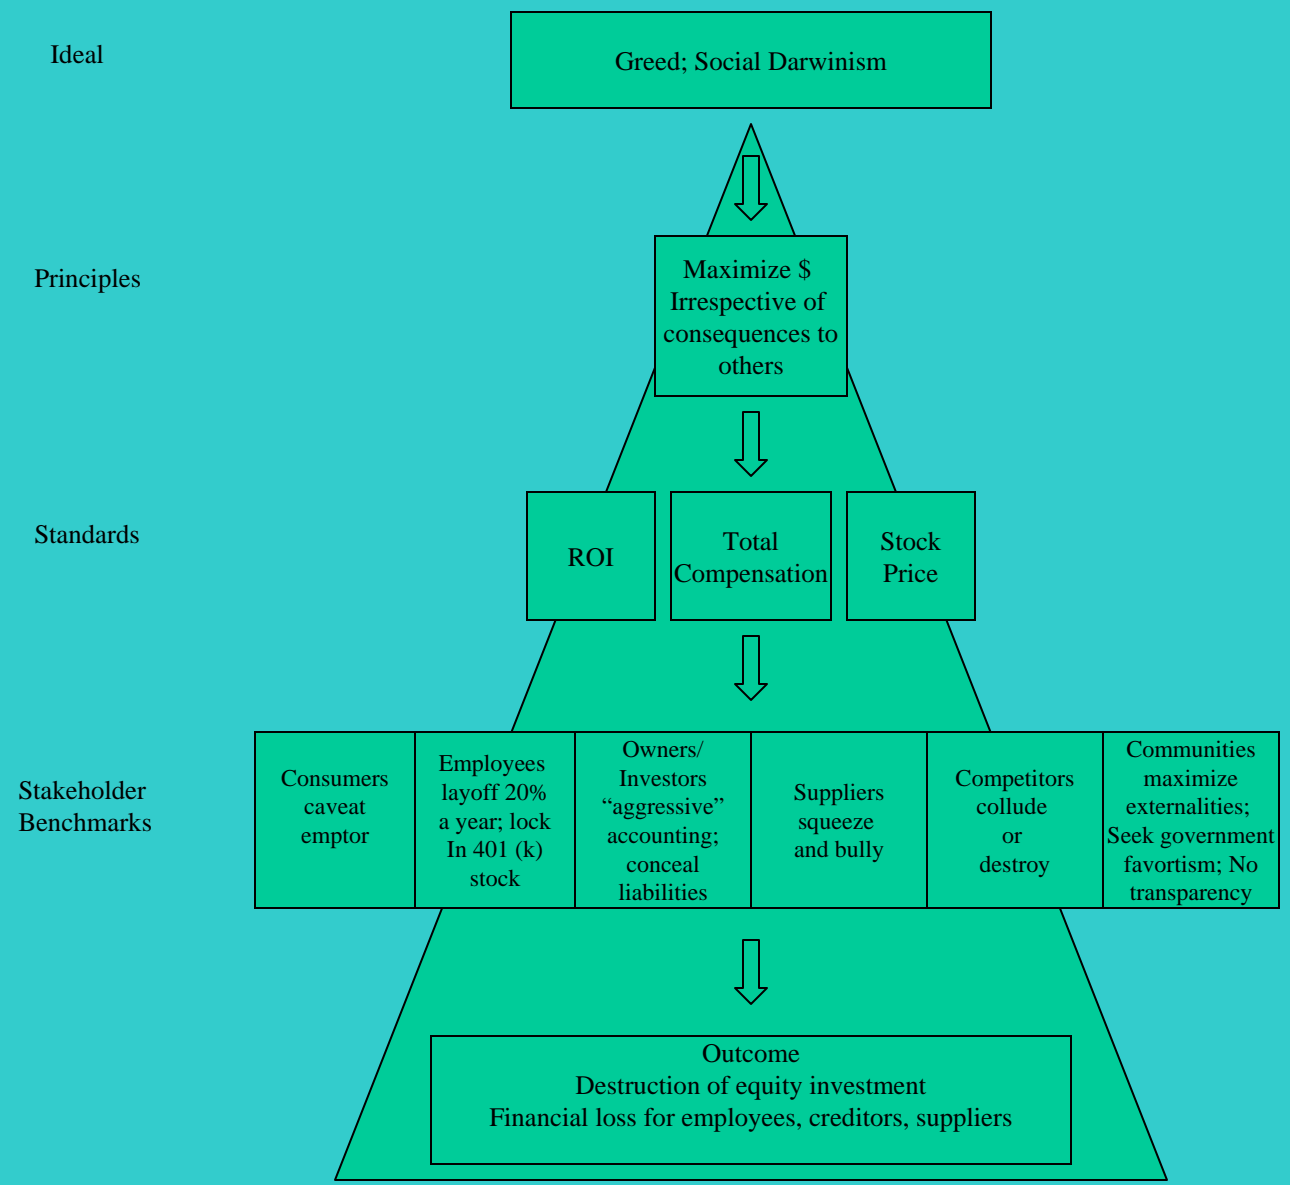 Ideal
Greed; Social Darwinism
Principles
Maximize $
Irrespective of
consequences to
others
Standards
ROI
Total
Compensation
Stock
Price
Stakeholder
Benchmarks
Consumers
caveat
emptor
Employees
layoff 20%
a year; lock
In 401 (k)
stock
Owners/
Investors
“aggressive”
accounting;
conceal
liabilities
Suppliers
squeeze
and bully
Competitors
collude
or
destroy
Communities
maximize
externalities;
Seek government
favortism; No
transparency
Outcome
Destruction of equity investment
Financial loss for employees, creditors, suppliers